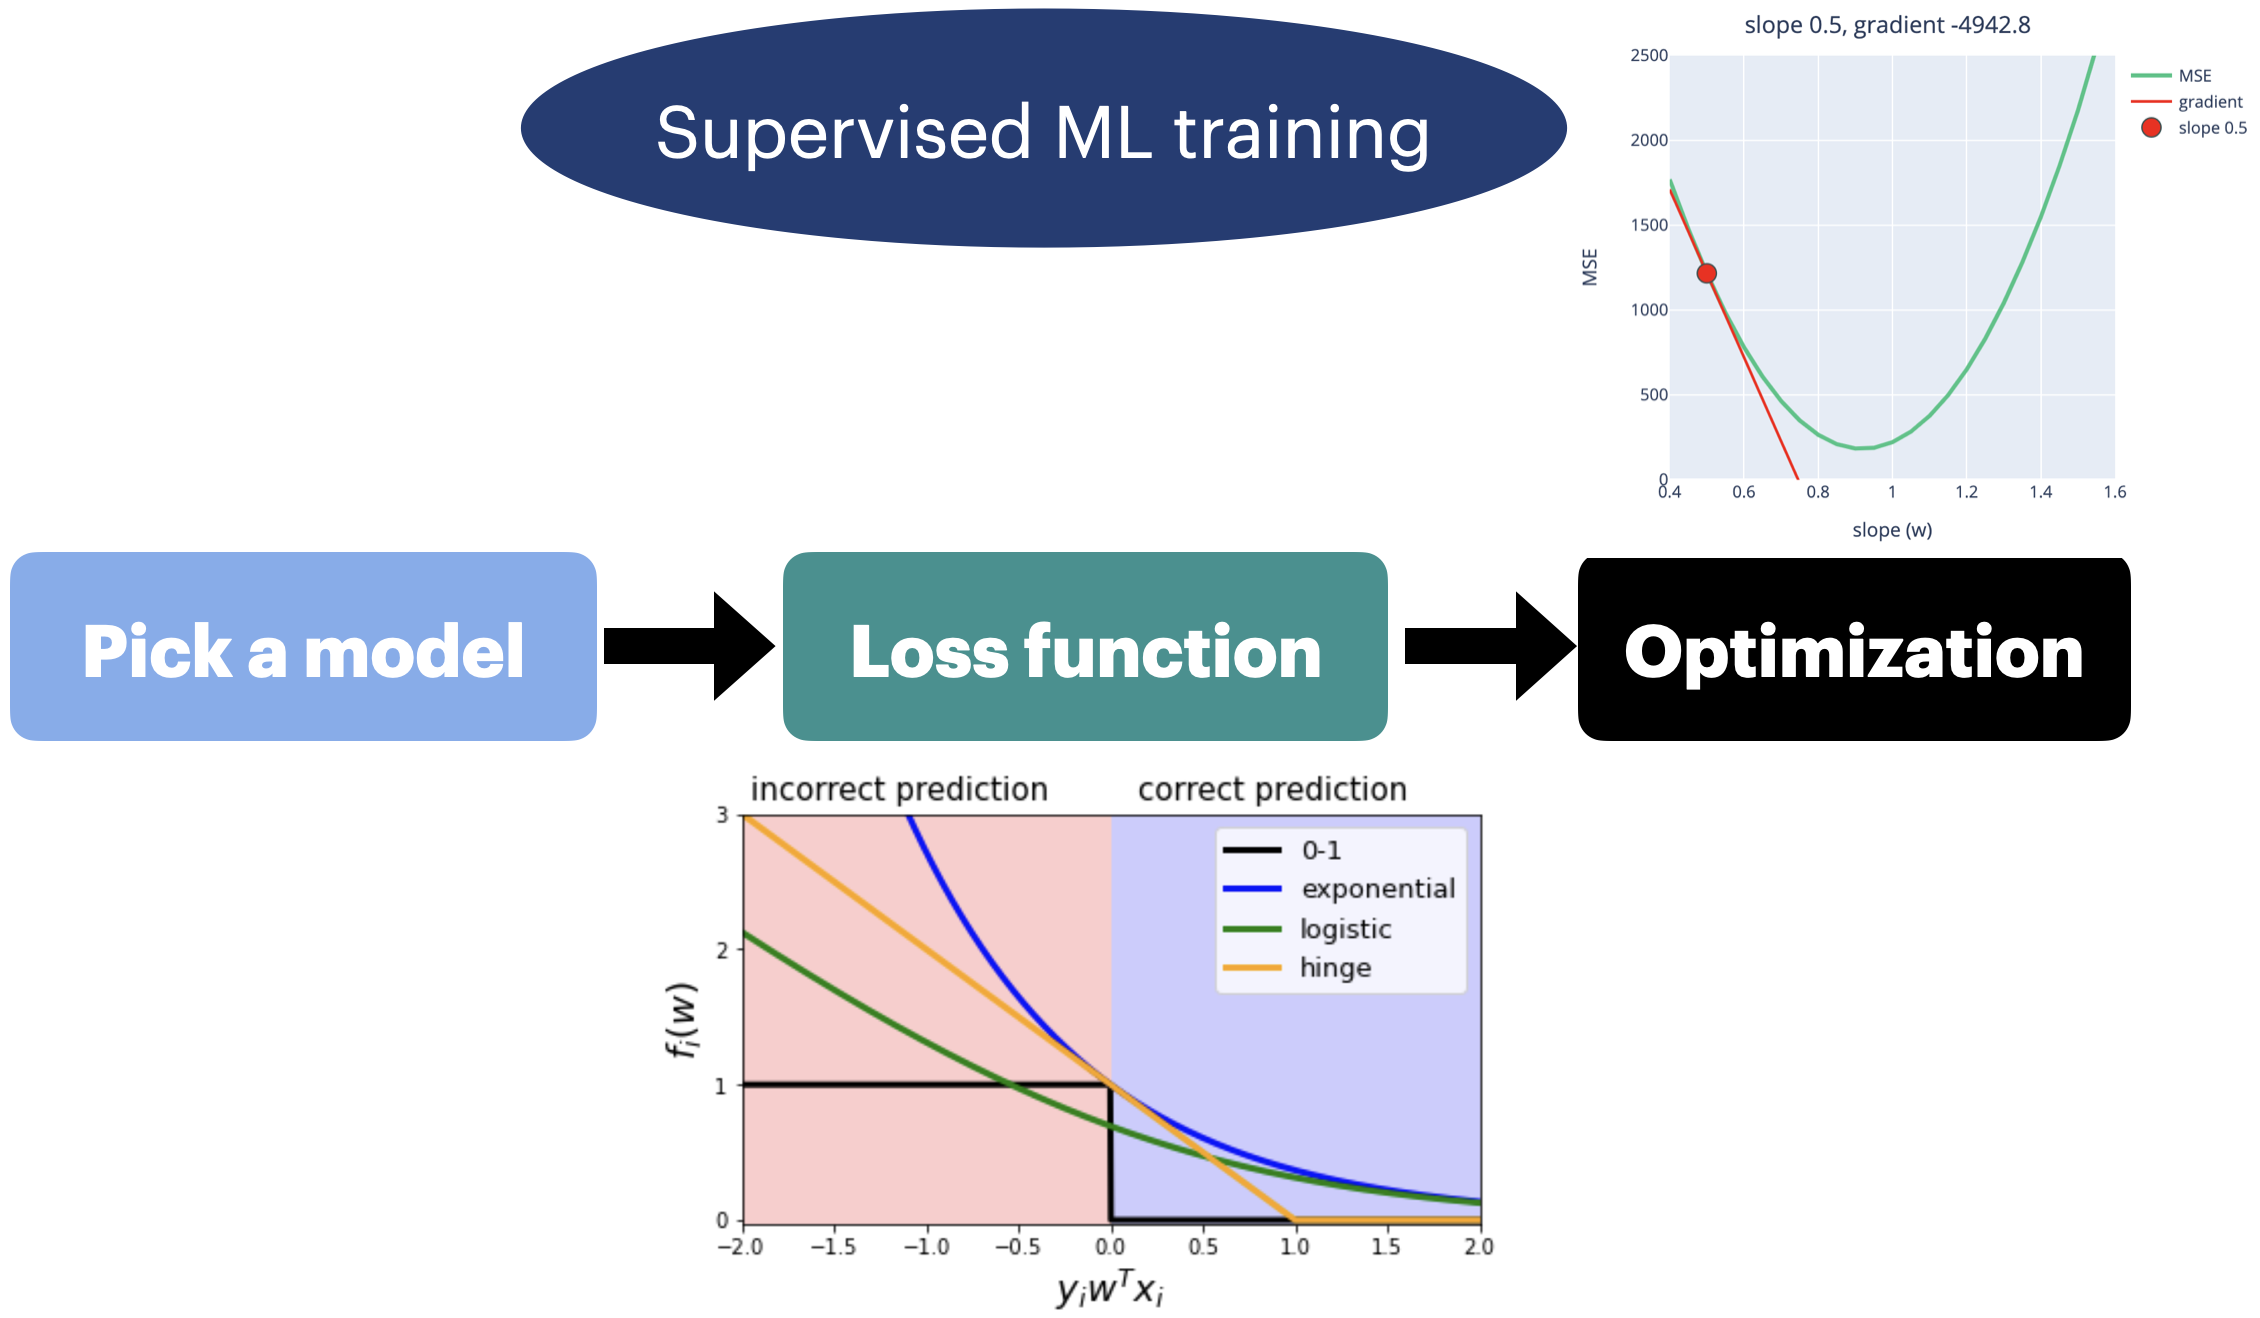 Supervised ML training
slope 0.5, gradient -4942.8
2500
2000
1500
1000
500
0
MSE
0.4 0.6 0.8 1 1.2 1.4 1.6
slope (w)
MSE
gradient
slope 0.5
Pick a model
Loss function
Optimization
incorrect prediction
correct prediction
3
2
1
0
f_i(w)
−2.0 −1.5 −1.0 −0.5 0.0 0.5 1.0 1.5 2.0
y_i w^T x_i
0-1
exponential
logistic
hinge